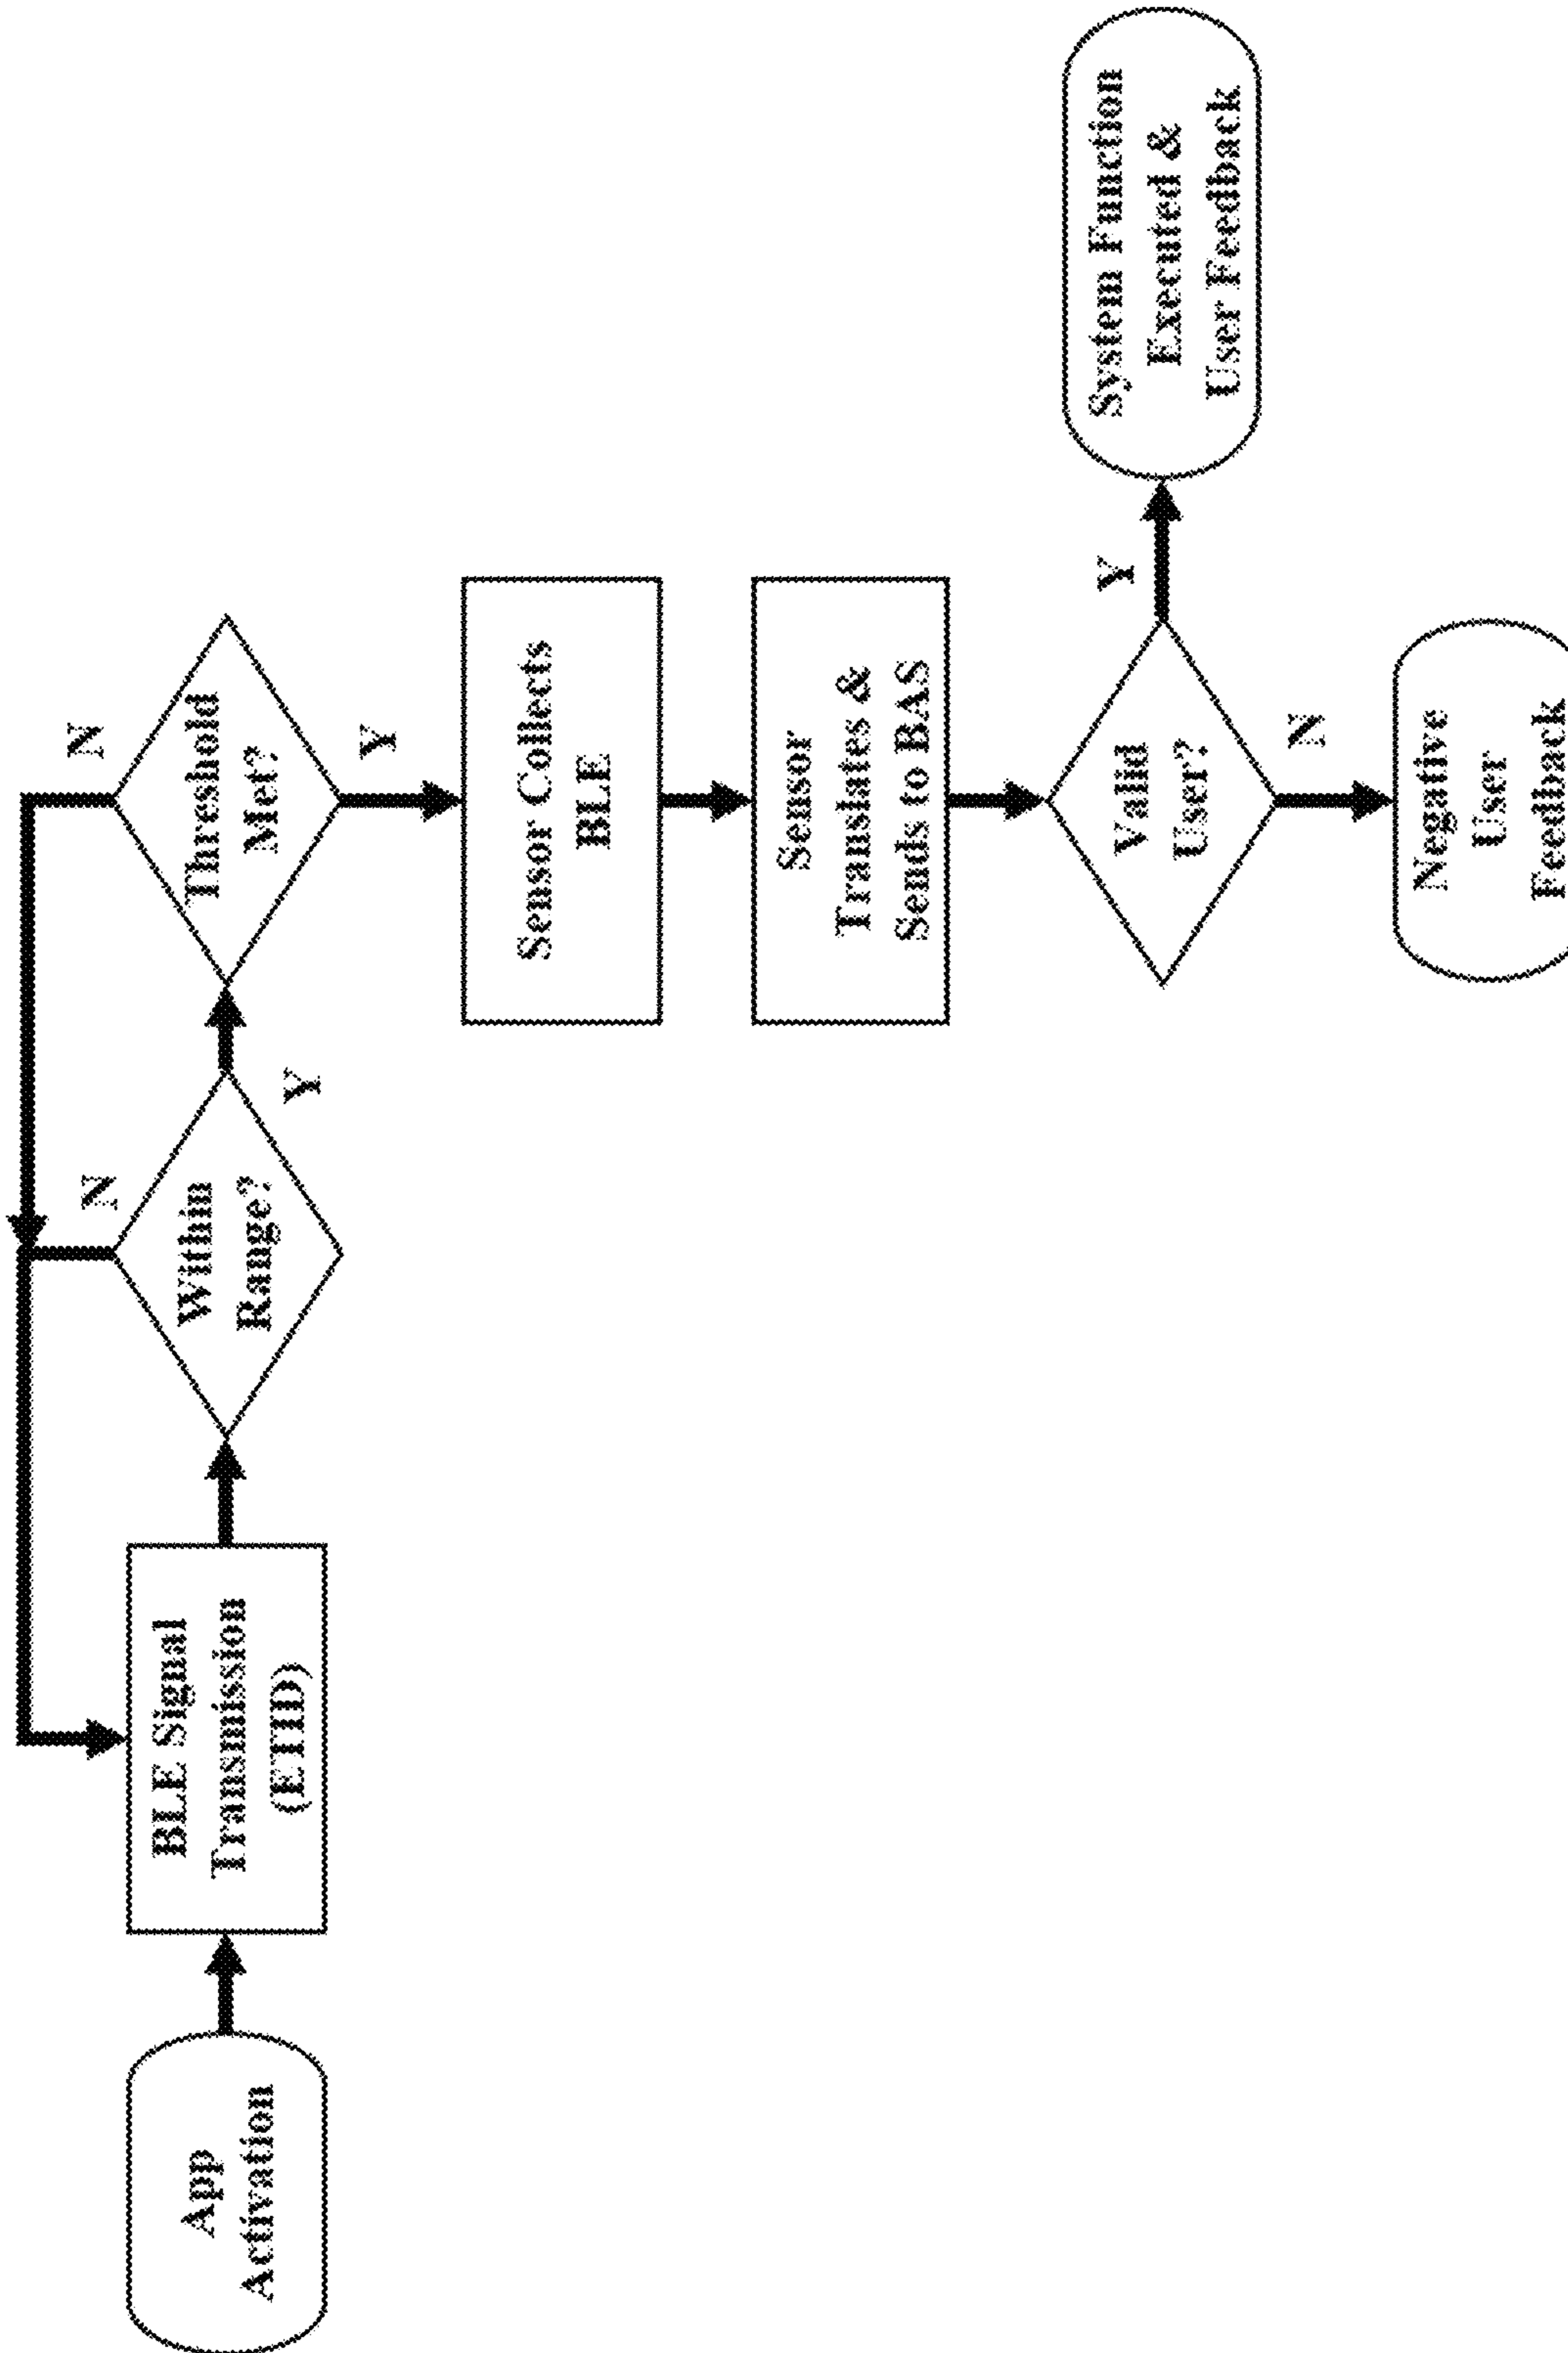 App
Activation
BLE Signal
Transmission
(ETID)
Within
Range?
N
Y
Threshold
Met?
N
Y
Sensor Collects
BLE
Sensor
Translates &
Sends to BAS
Valid
User?
Y
N
System Function
Executed &
User Feedback
Negative
User
Feedback